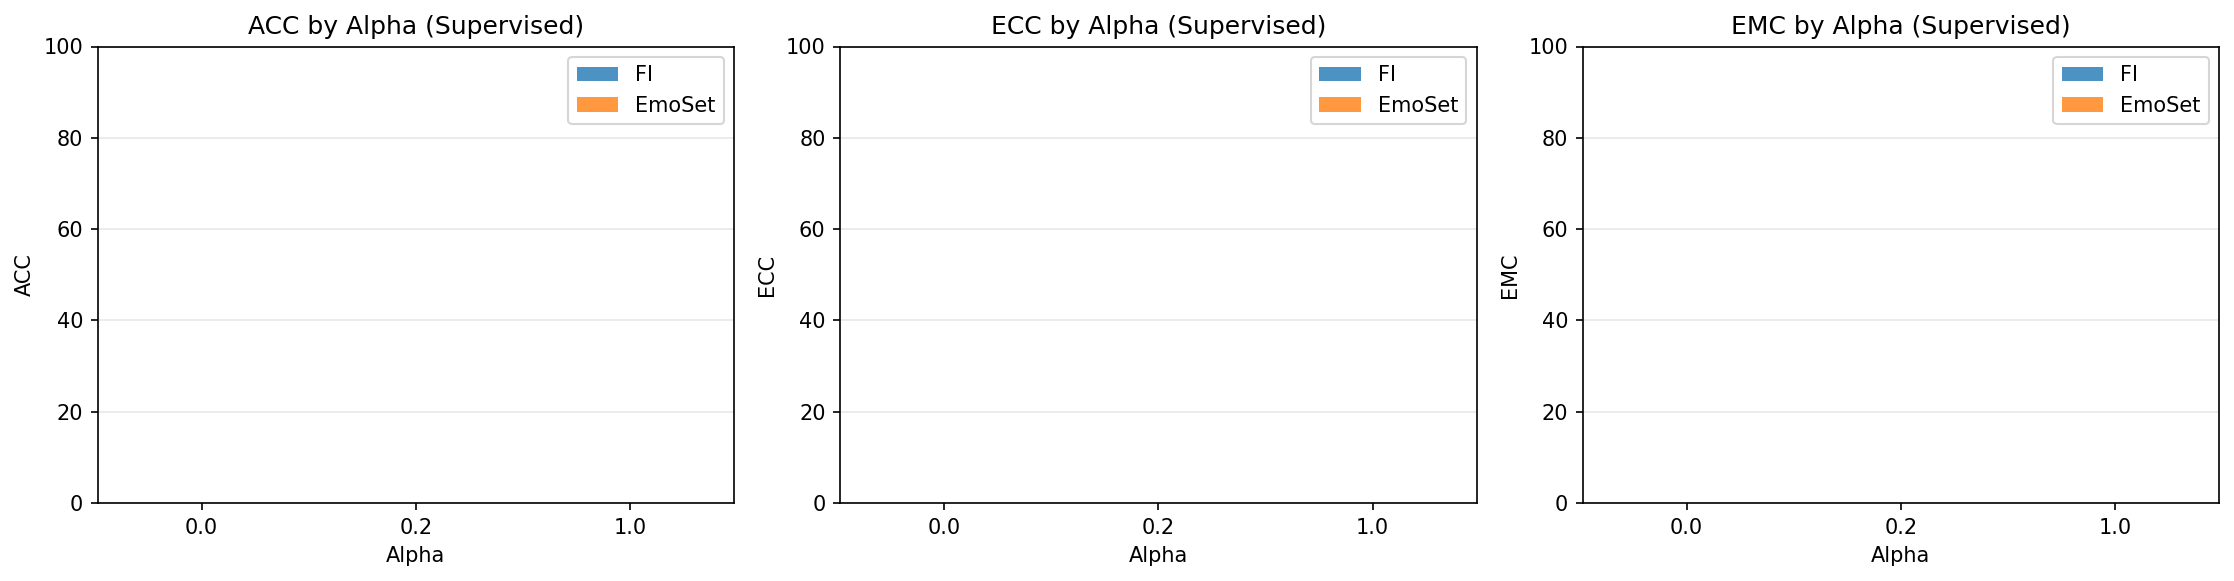 ACC by Alpha (Supervised)
100
80
60
40
20
0
ACC
FI
EmoSet
0.0 0.2 1.0
Alpha
ECC by Alpha (Supervised)
100
80
60
40
20
0
ECC
FI
EmoSet
0.0 0.2 1.0
Alpha
EMC by Alpha (Supervised)
100
80
60
40
20
0
EMC
FI
EmoSet
0.0 0.2 1.0
Alpha